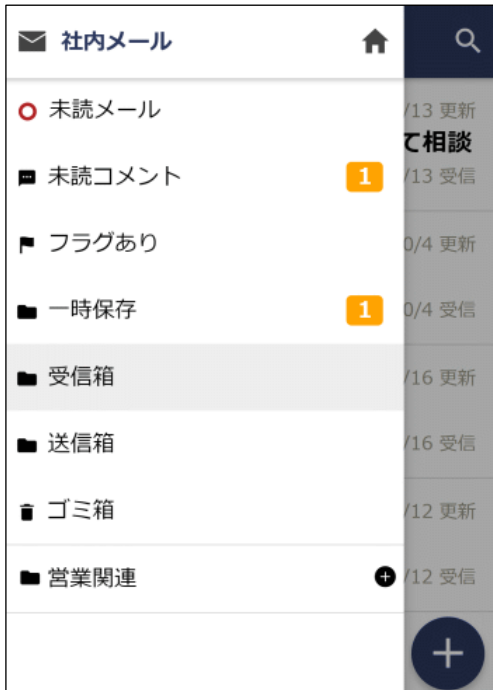 社内メール
/13 更新
未読メール
て相談
未読コメント 1
/13 受信
フラグあり
0/4 更新
一時保存 1
0/4 受信
受信箱
/16 更新
送信箱
/16 受信
ゴミ箱
/12 更新
営業関連
/12 受信